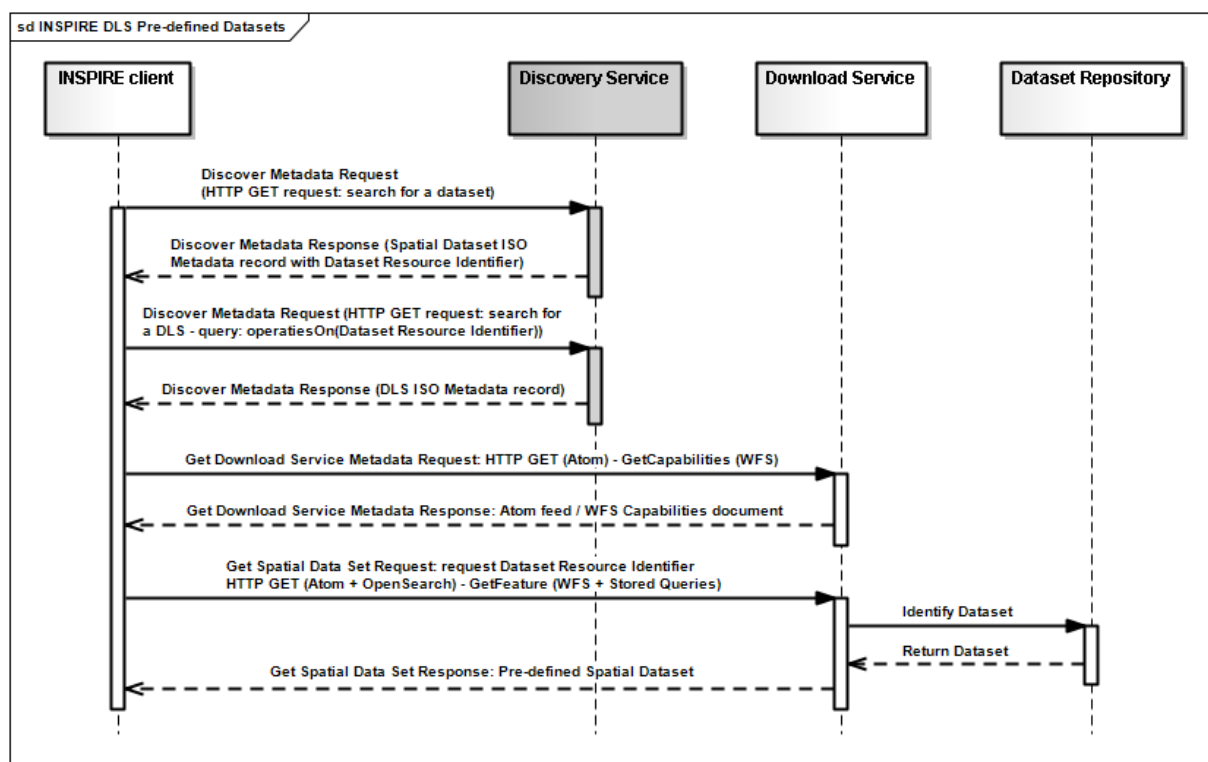 sd INSPIRE DLS Pre-defined Datasets
INSPIRE client
Discovery Service
Download Service
Dataset Repository
Discover Metadata Request
(HTTP GET request: search for a dataset)
Discover Metadata Response (Spatial Dataset ISO
Metadata record with Dataset Resource Identifier)
Discover Metadata Request (HTTP GET request: search for
a DLS - query: operatiesOn(Dataset Resource Identifier))
Discover Metadata Response (DLS ISO Metadata record)
Get Download Service Metadata Request: HTTP GET (Atom) - GetCapabilities (WFS)
Get Download Service Metadata Response: Atom feed / WFS Capabilities document
Get Spatial Data Set Request: request Dataset Resource Identifier
HTTP GET (Atom + OpenSearch) - GetFeature (WFS + Stored Queries)
Identify Dataset
Return Dataset
Get Spatial Data Set Response: Pre-defined Spatial Dataset